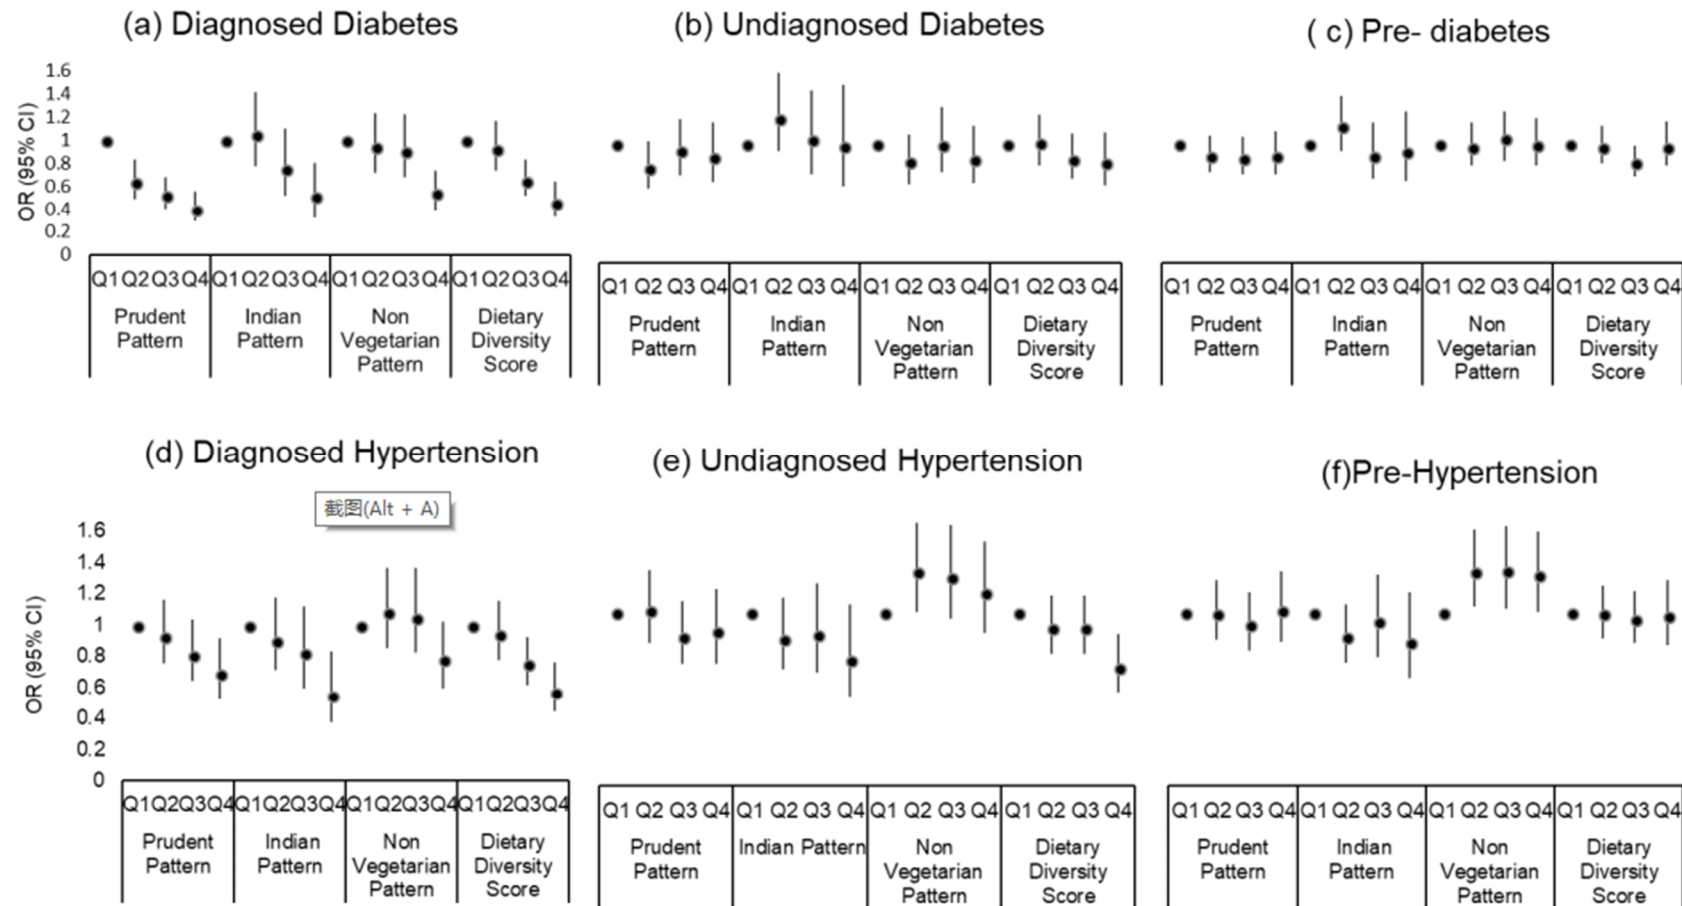 (a) Diagnosed Diabetes
(b) Undiagnosed Diabetes
( c) Pre- diabetes
OR (95% CI)
1.6
1.4
1.2
1
0.8
0.6
0.4
0.2
0
Q1 Q2 Q3 Q4 Q1 Q2 Q3 Q4 Q1 Q2 Q3 Q4 Q1 Q2 Q3 Q4
Prudent Pattern
Indian Pattern
Non Vegetarian Pattern
Dietary Diversity Score
Q1 Q2 Q3 Q4 Q1 Q2 Q3 Q4 Q1 Q2 Q3 Q4 Q1 Q2 Q3 Q4
Prudent Pattern
Indian Pattern
Non Vegetarian Pattern
Dietary Diversity Score
Q1 Q2 Q3 Q4 Q1 Q2 Q3 Q4 Q1 Q2 Q3 Q4 Q1 Q2 Q3 Q4
Prudent Pattern
Indian Pattern
Non Vegetarian Pattern
Dietary Diversity Score
(d) Diagnosed Hypertension
(e) Undiagnosed Hypertension
(f)Pre-Hypertension
截图(Alt + A)
OR (95% CI)
1.6
1.4
1.2
1
0.8
0.6
0.4
0.2
0
Q1 Q2 Q3 Q4 Q1 Q2 Q3 Q4 Q1 Q2 Q3 Q4 Q1 Q2 Q3 Q4
Prudent Pattern
Indian Pattern
Non Vegetarian Pattern
Dietary Diversity Score
Q1 Q2 Q3 Q4 Q1 Q2 Q3 Q4 Q1 Q2 Q3 Q4 Q1 Q2 Q3 Q4
Prudent Pattern
Indian Pattern
Non Vegetarian Pattern
Dietary Diversity Score
Q1 Q2 Q3 Q4 Q1 Q2 Q3 Q4 Q1 Q2 Q3 Q4 Q1 Q2 Q3 Q4
Prudent Pattern
Indian Pattern
Non Vegetarian Pattern
Dietary Diversity Score